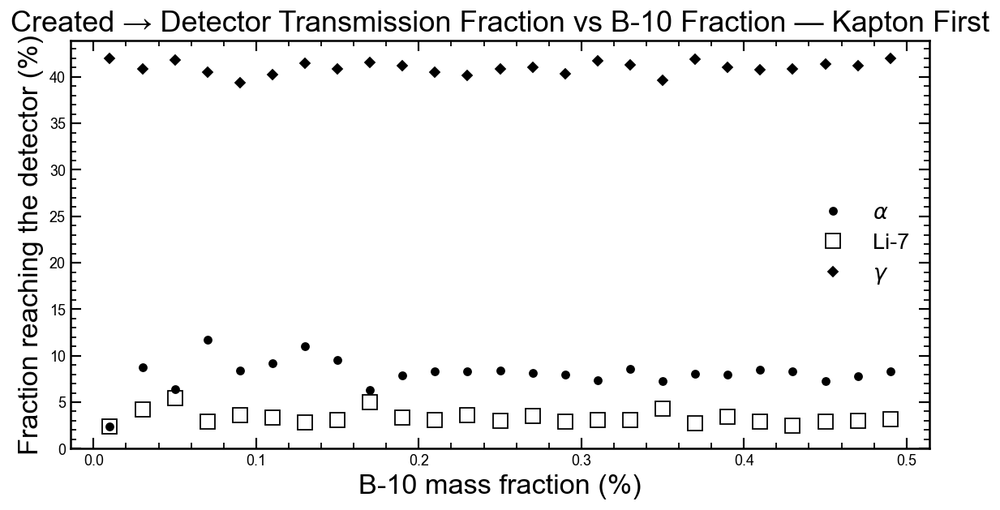 Created → Detector Transmission Fraction vs B-10 Fraction — Kapton First
Fraction reaching the detector (%)
40
35
30
25
20
15
10
5
0
α
Li-7
γ
0.0 0.1 0.2 0.3 0.4 0.5
B-10 mass fraction (%)